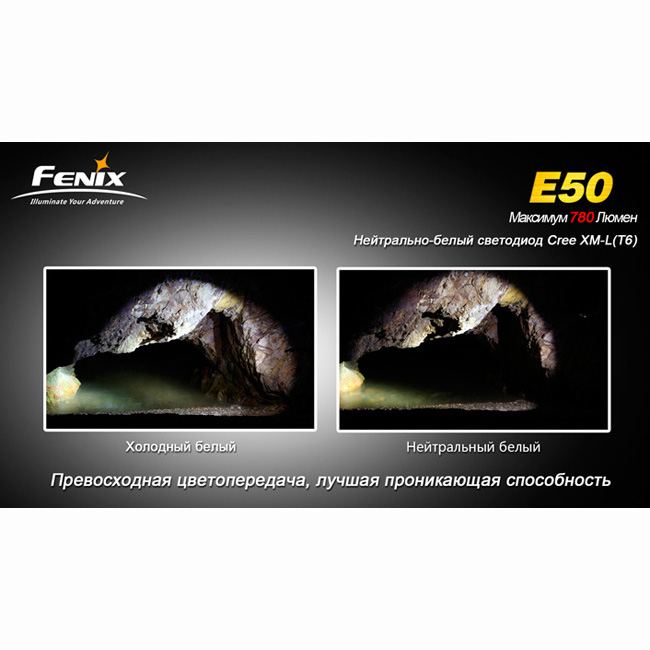 FENIX
Illuminate Your Adventure
E50
Максимум 780 Люмен
Нейтрально-белый светодиод Cree XM-L(T6)
Холодный белый
Нейтральный белый
Превосходная цветопередача, лучшая проникающая способность